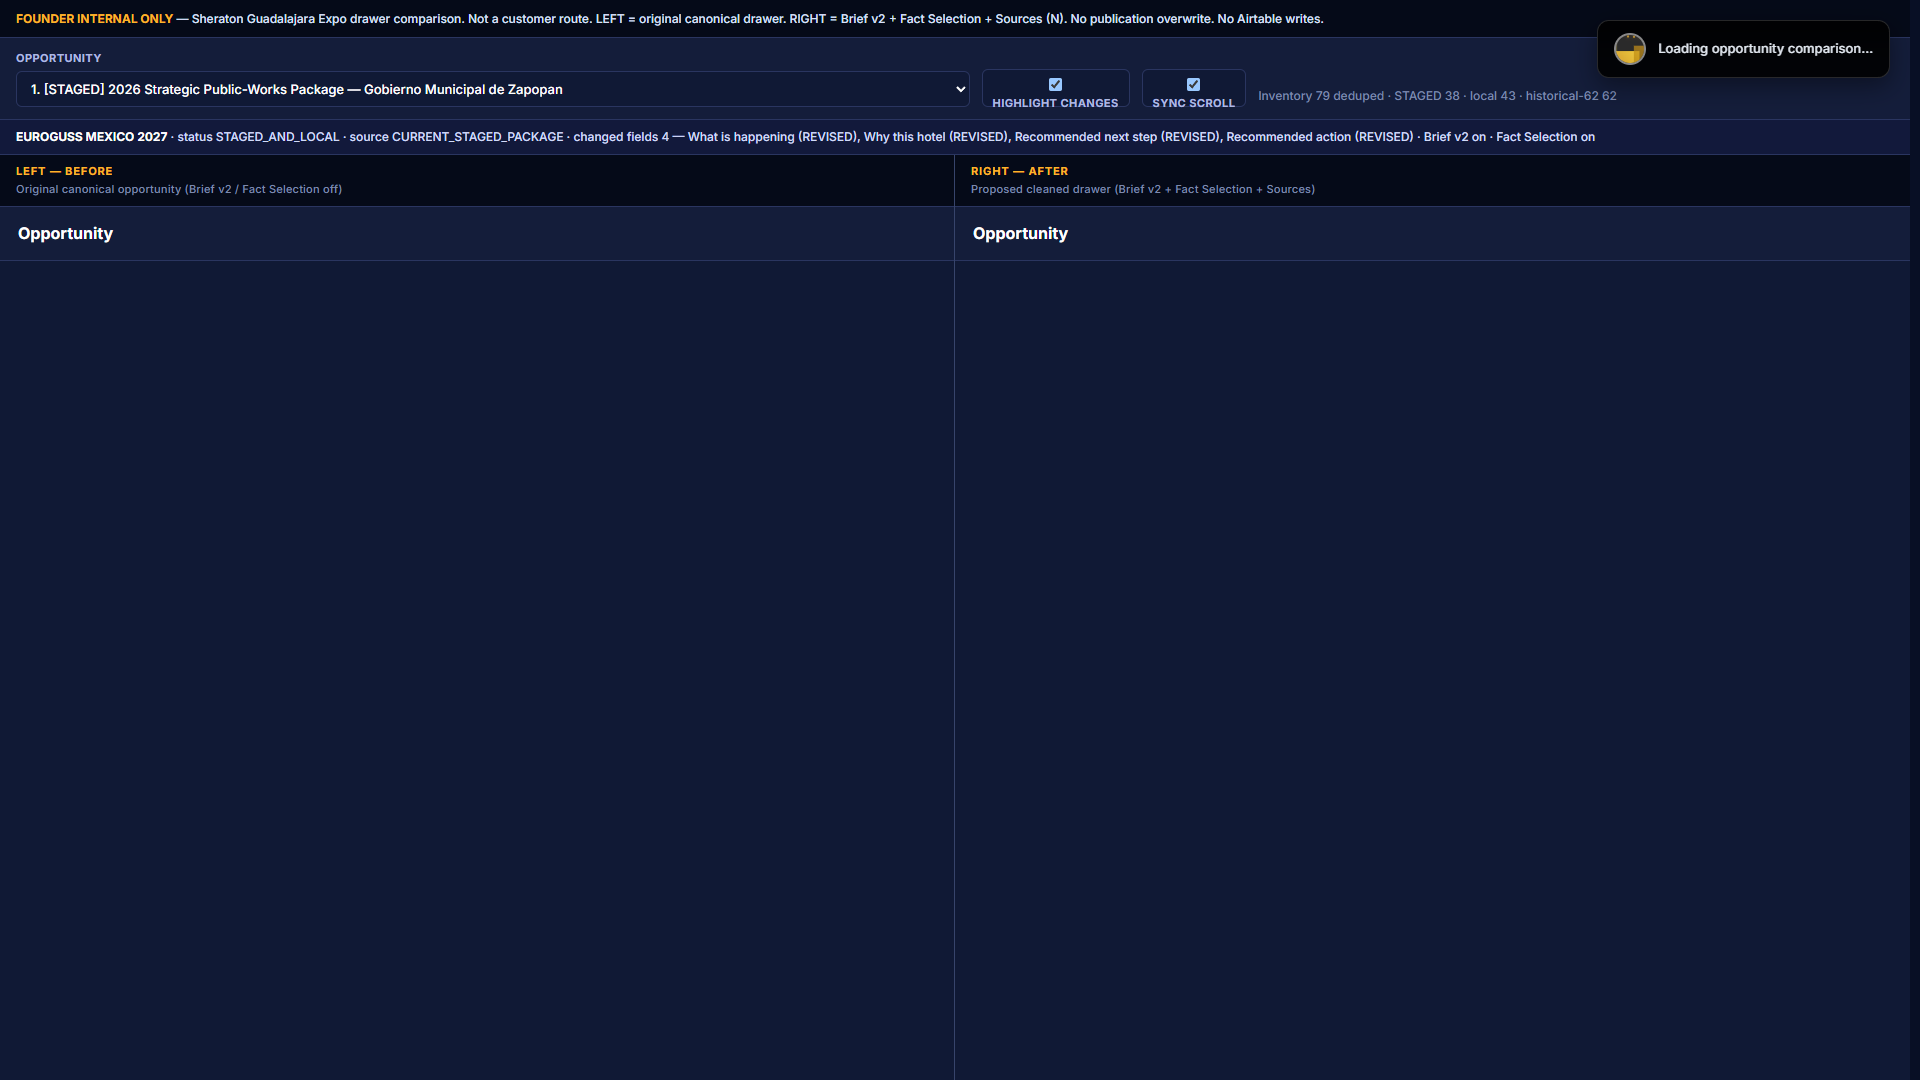 FOUNDER INTERNAL ONLY — Sheraton Guadalajara Expo drawer comparison. Not a customer route. LEFT = original canonical drawer. RIGHT = Brief v2 + Fact Selection + Sources (N). No publication overwrite. No Airtable writes.
Loading opportunity comparison...
OPPORTUNITY
1. [STAGED] 2026 Strategic Public-Works Package — Gobierno Municipal de Zapopan
HIGHLIGHT CHANGES
SYNC SCROLL
Inventory 79 deduped · STAGED 38 · local 43 · historical-62 62
EUROGUSS MEXICO 2027 · status STAGED_AND_LOCAL · source CURRENT_STAGED_PACKAGE · changed fields 4 — What is happening (REVISED), Why this hotel (REVISED), Recommended next step (REVISED), Recommended action (REVISED) · Brief v2 on · Fact Selection on
LEFT — BEFORE
Original canonical opportunity (Brief v2 / Fact Selection off)
RIGHT — AFTER
Proposed cleaned drawer (Brief v2 + Fact Selection + Sources)
Opportunity
Opportunity